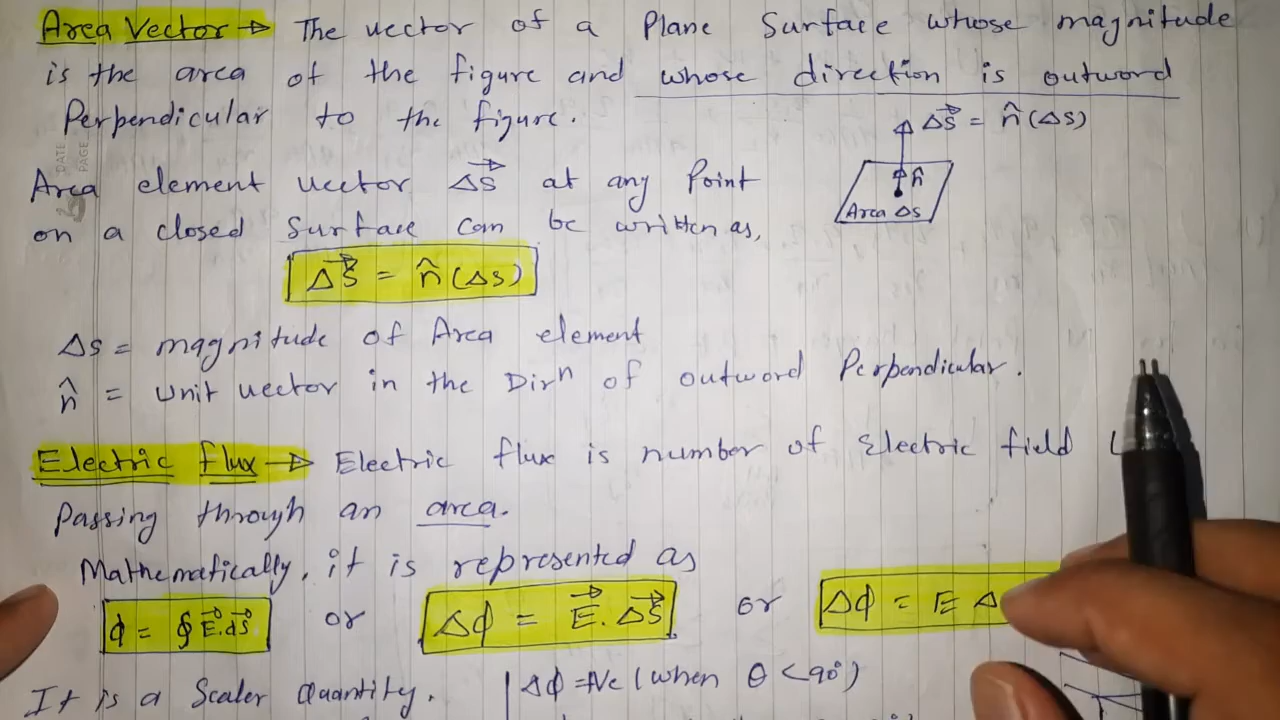 Area Vector → The vector of a Plane Surface whose magnitude
is the area of the figure and whose direction is outword
Perpendicular to the figure.
ΔS⃗ = n̂(ΔS)
n̂
Area ΔS
DATE
PAGE
Area element vector ΔS⃗ at any Point
on a closed Surface can be written as,
ΔS⃗ = n̂(ΔS)
ΔS = magnitude of Area element
n̂ = Unit vector in the Dirⁿ of outword Perpendicular.
Electric flux → Electric flux is number of Electric field
Passing through an area.
Mathematically, it is represented as
ϕ = ∮E⃗.dS⃗ or Δϕ = E⃗.ΔS⃗ or Δϕ = E Δ
It is a Scaler Quantity.
Δϕ = +Ve (when θ < 90°)